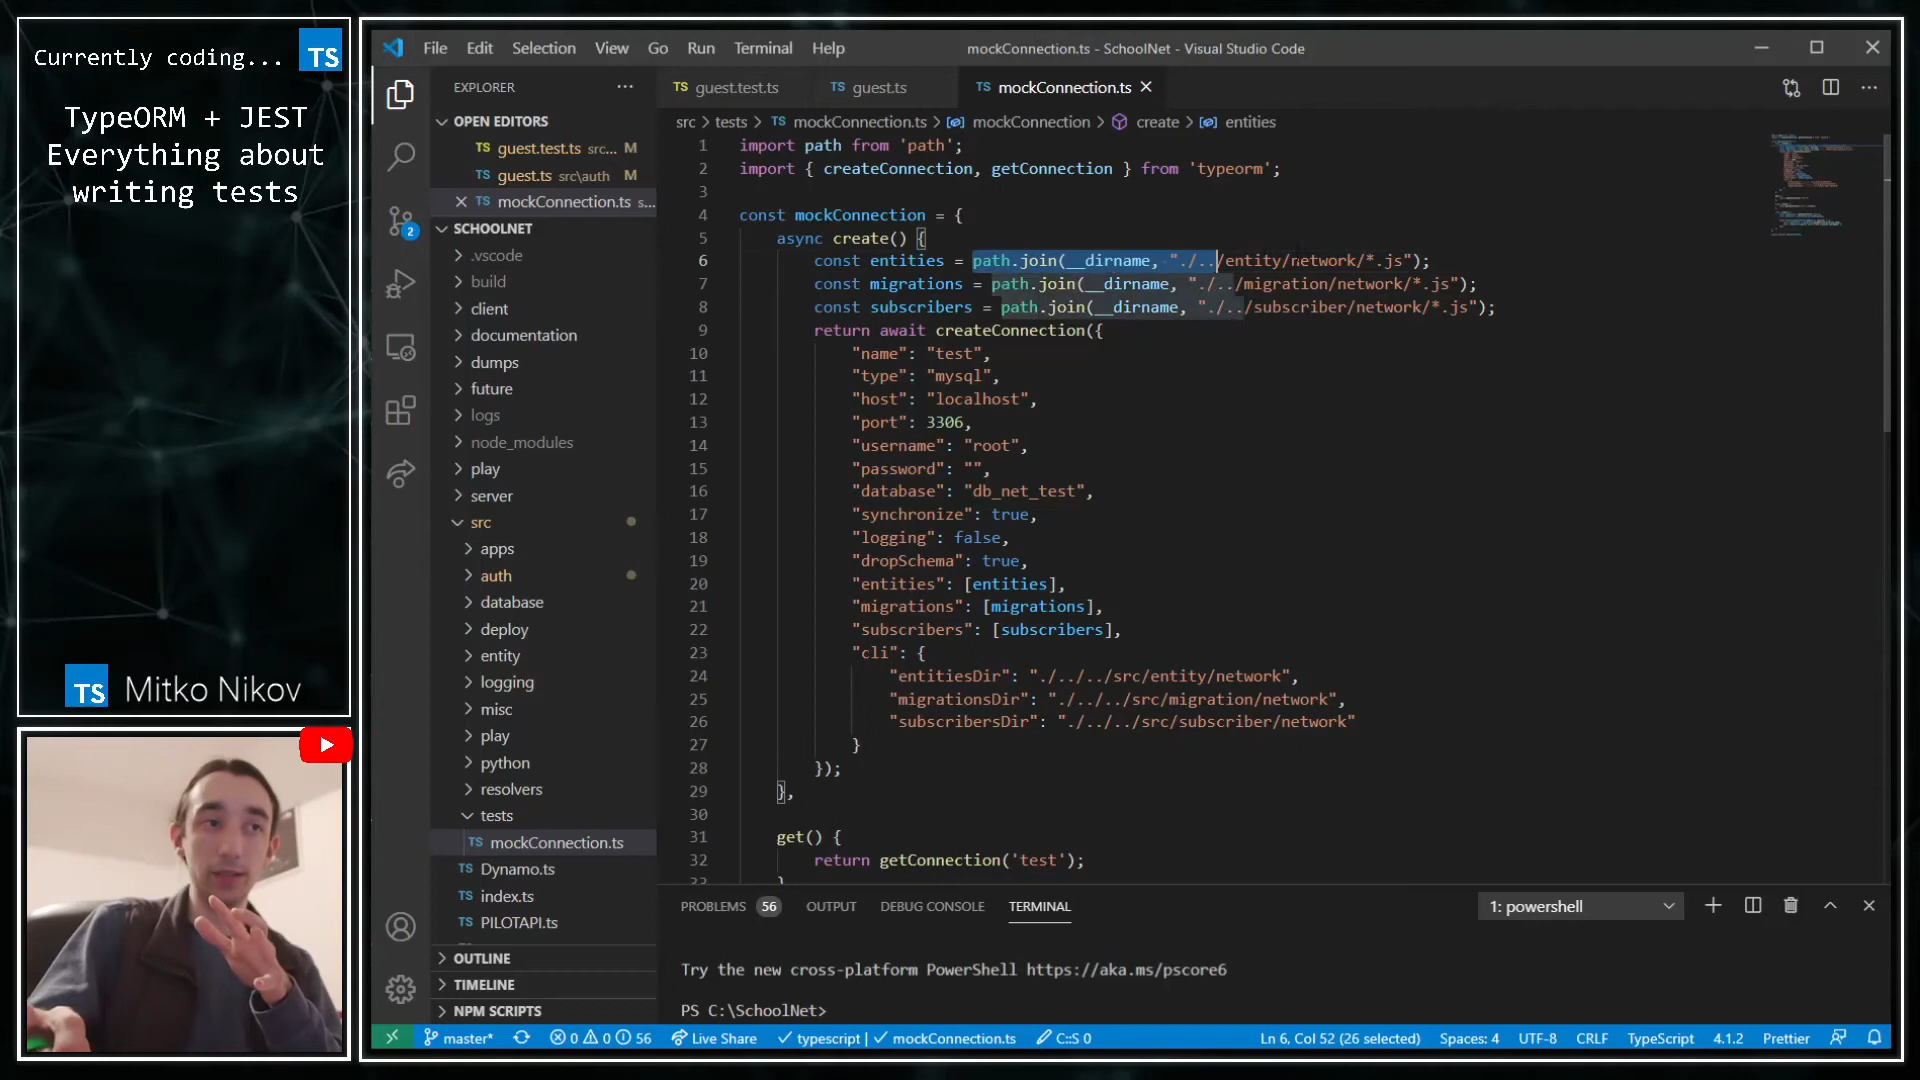 Currently coding...
TS
TypeORM + JEST
Everything about
writing tests
TS Mitko Nikov
File Edit Selection View Go Run Terminal Help
mockConnection.ts - SchoolNet - Visual Studio Code
EXPLORER
OPEN EDITORS
TS guest.test.ts src... M
TS guest.ts src\auth M
TS mockConnection.ts s...
SCHOOLNET
.vscode
build
client
documentation
dumps
future
logs
node_modules
play
server
src
apps
auth
database
deploy
entity
logging
misc
play
python
resolvers
tests
TS mockConnection.ts
TS Dynamo.ts
TS index.ts
TS PILOTAPI.ts
OUTLINE
TIMELINE
NPM SCRIPTS
2
TS guest.test.ts TS guest.ts TS mockConnection.ts
src > tests > TS mockConnection.ts > mockConnection > create > entities
1 import path from 'path';
2 import { createConnection, getConnection } from 'typeorm';
3
4 const mockConnection = {
5 async create() {
6 const entities = path.join(__dirname, "./../entity/network/*.js");
7 const migrations = path.join(__dirname, "./../migration/network/*.js");
8 const subscribers = path.join(__dirname, "./../subscriber/network/*.js");
9 return await createConnection({
10 "name": "test",
11 "type": "mysql",
12 "host": "localhost",
13 "port": 3306,
14 "username": "root",
15 "password": "",
16 "database": "db_net_test",
17 "synchronize": true,
18 "logging": false,
19 "dropSchema": true,
20 "entities": [entities],
21 "migrations": [migrations],
22 "subscribers": [subscribers],
23 "cli": {
24 "entitiesDir": "./../../src/entity/network",
25 "migrationsDir": "./../../src/migration/network",
26 "subscribersDir": "./../../src/subscriber/network"
27 }
28 });
29 },
30
31 get() {
32 return getConnection('test');
33 }
PROBLEMS 56 OUTPUT DEBUG CONSOLE TERMINAL
1: powershell
Try the new cross-platform PowerShell https://aka.ms/pscore6
PS C:\SchoolNet>
master* 0 0 56 Live Share typescript | mockConnection.ts C::S 0
Ln 6, Col 52 (26 selected) Spaces: 4 UTF-8 CRLF TypeScript 4.1.2 Prettier